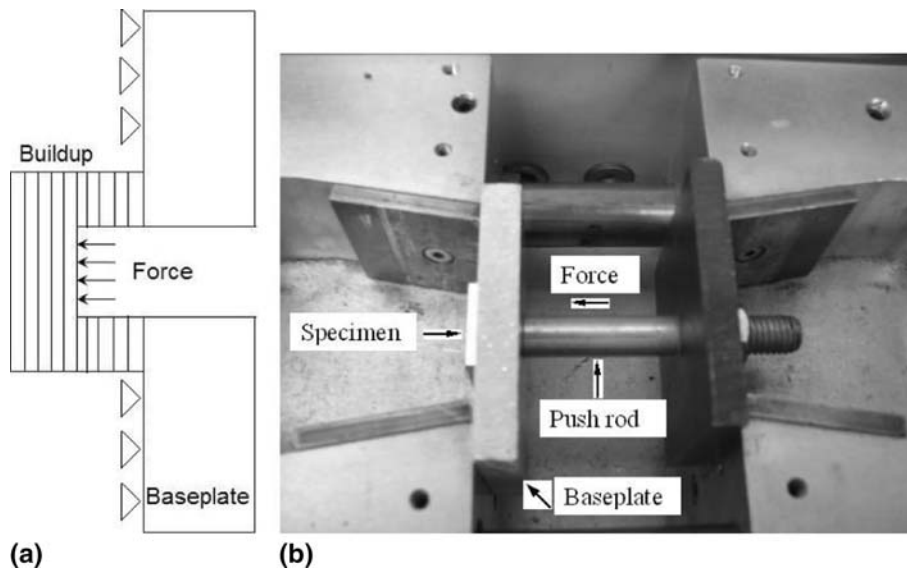 Buildup
Force
Baseplate
(a)
Force
Specimen
Push rod
Baseplate
(b)